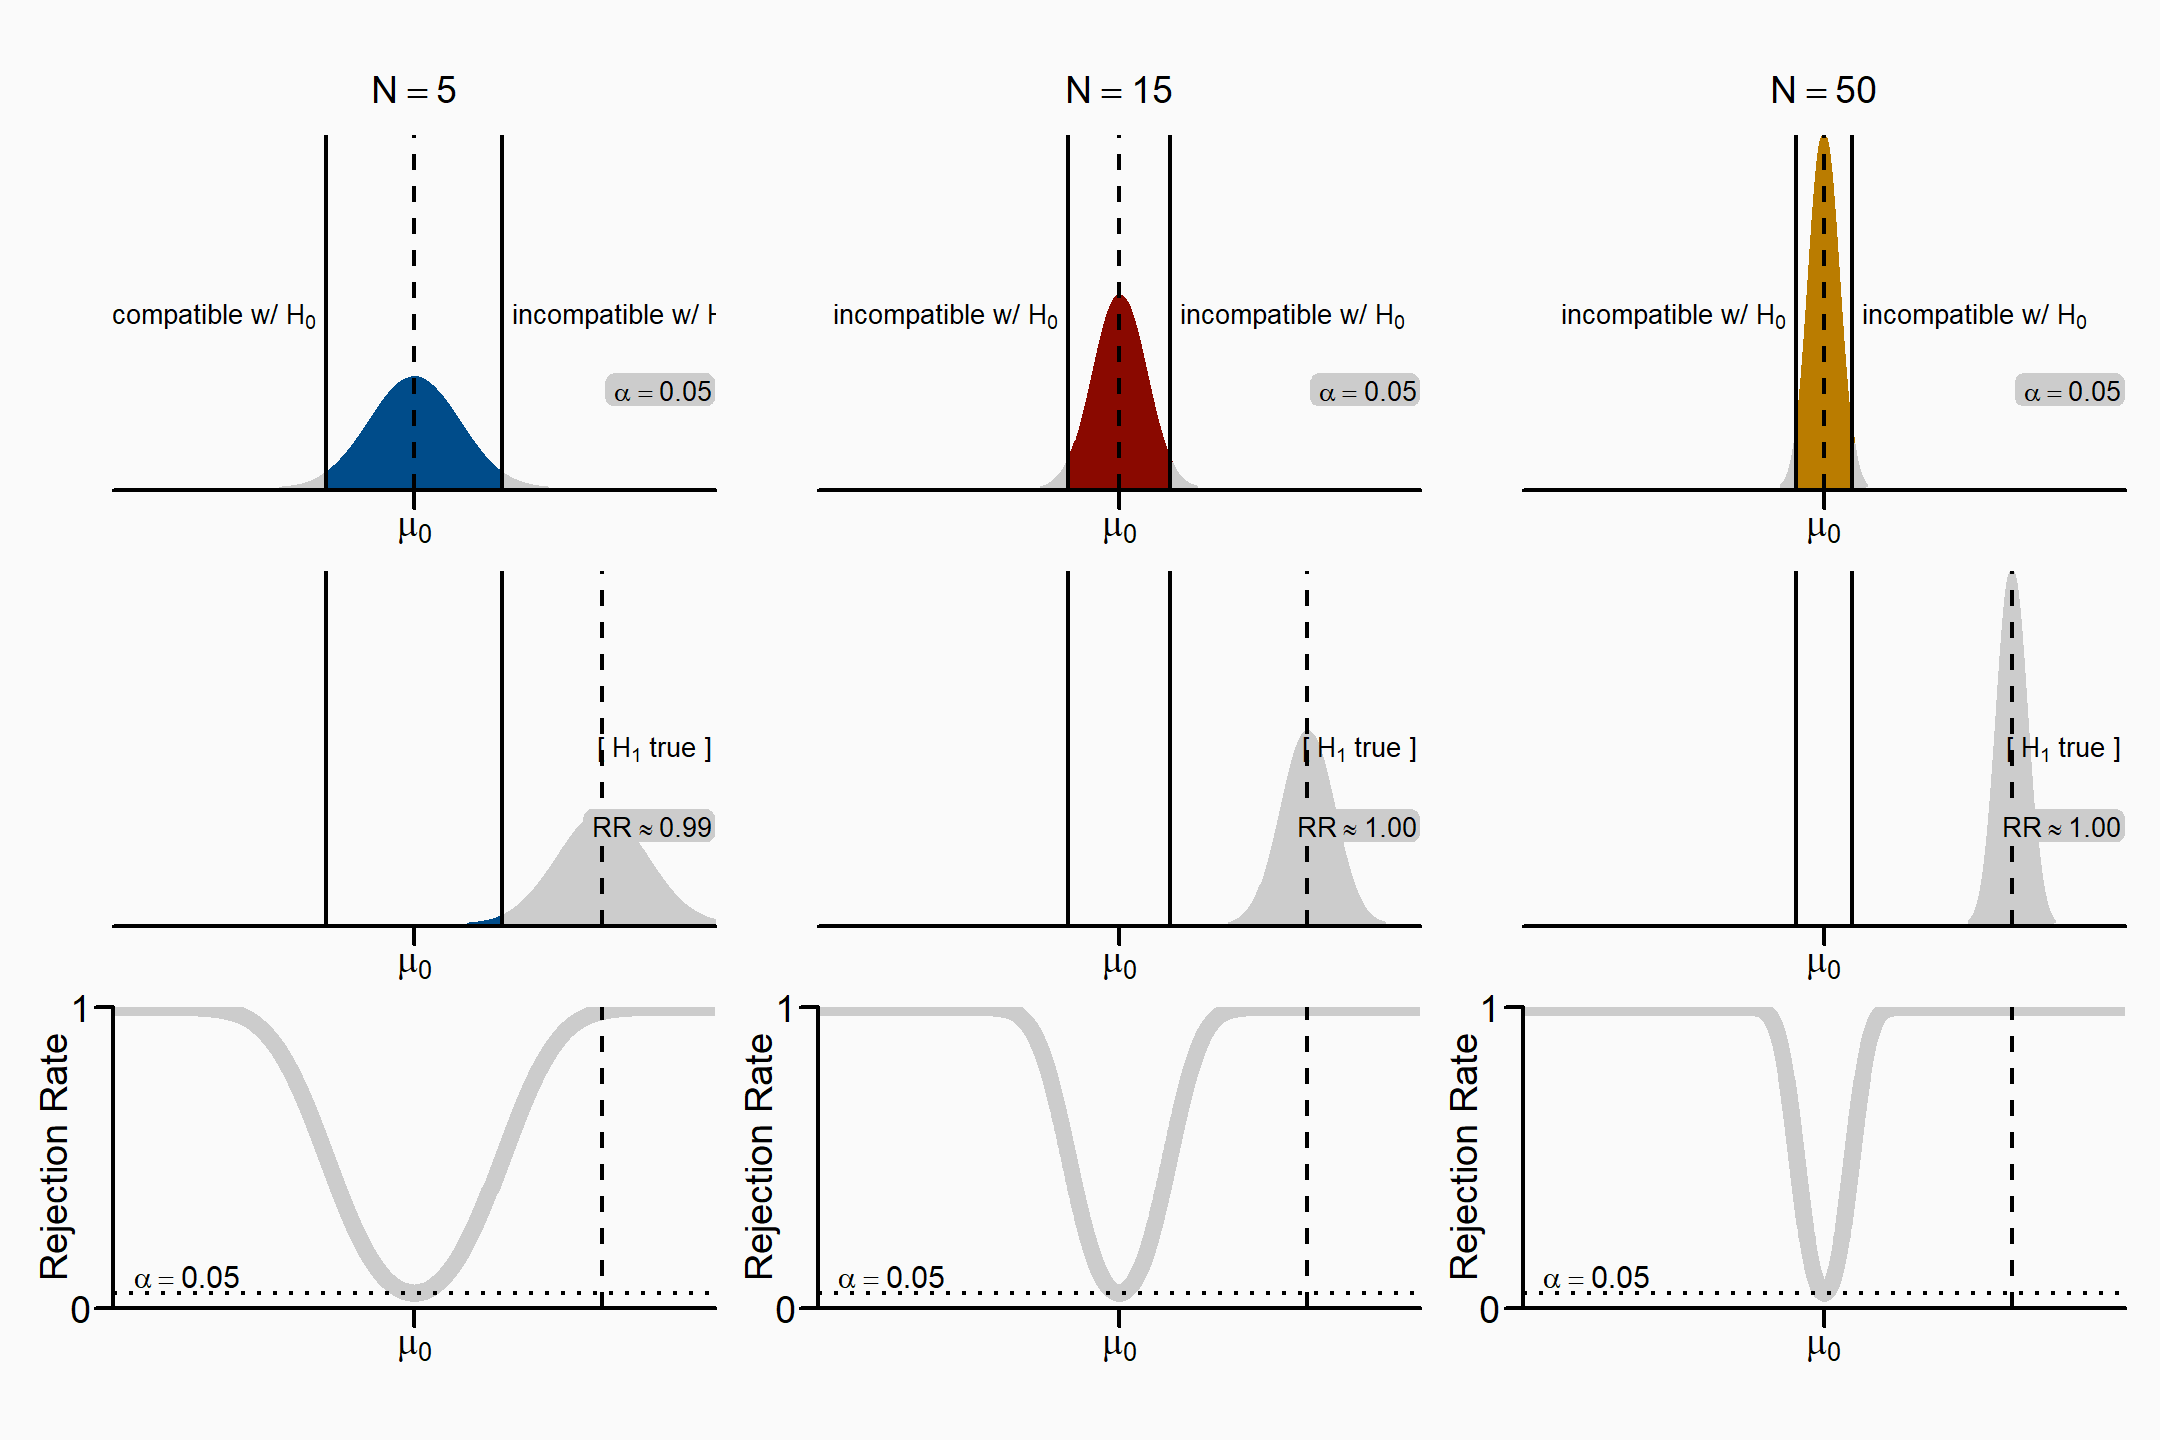 N = 5
N = 15
N = 50
compatible w/ H₀
incompatible w/ H
incompatible w/ H₀
incompatible w/ H₀
incompatible w/ H₀
incompatible w/ H₀
α = 0.05
α = 0.05
α = 0.05
μ₀
μ₀
μ₀
[ H₁ true ]
[ H₁ true ]
[ H₁ true ]
RR ≈ 0.99
RR ≈ 1.00
RR ≈ 1.00
μ₀
μ₀
μ₀
1
Rejection Rate
α = 0.05
0
μ₀
1
Rejection Rate
α = 0.05
0
μ₀
1
Rejection Rate
α = 0.05
0
μ₀